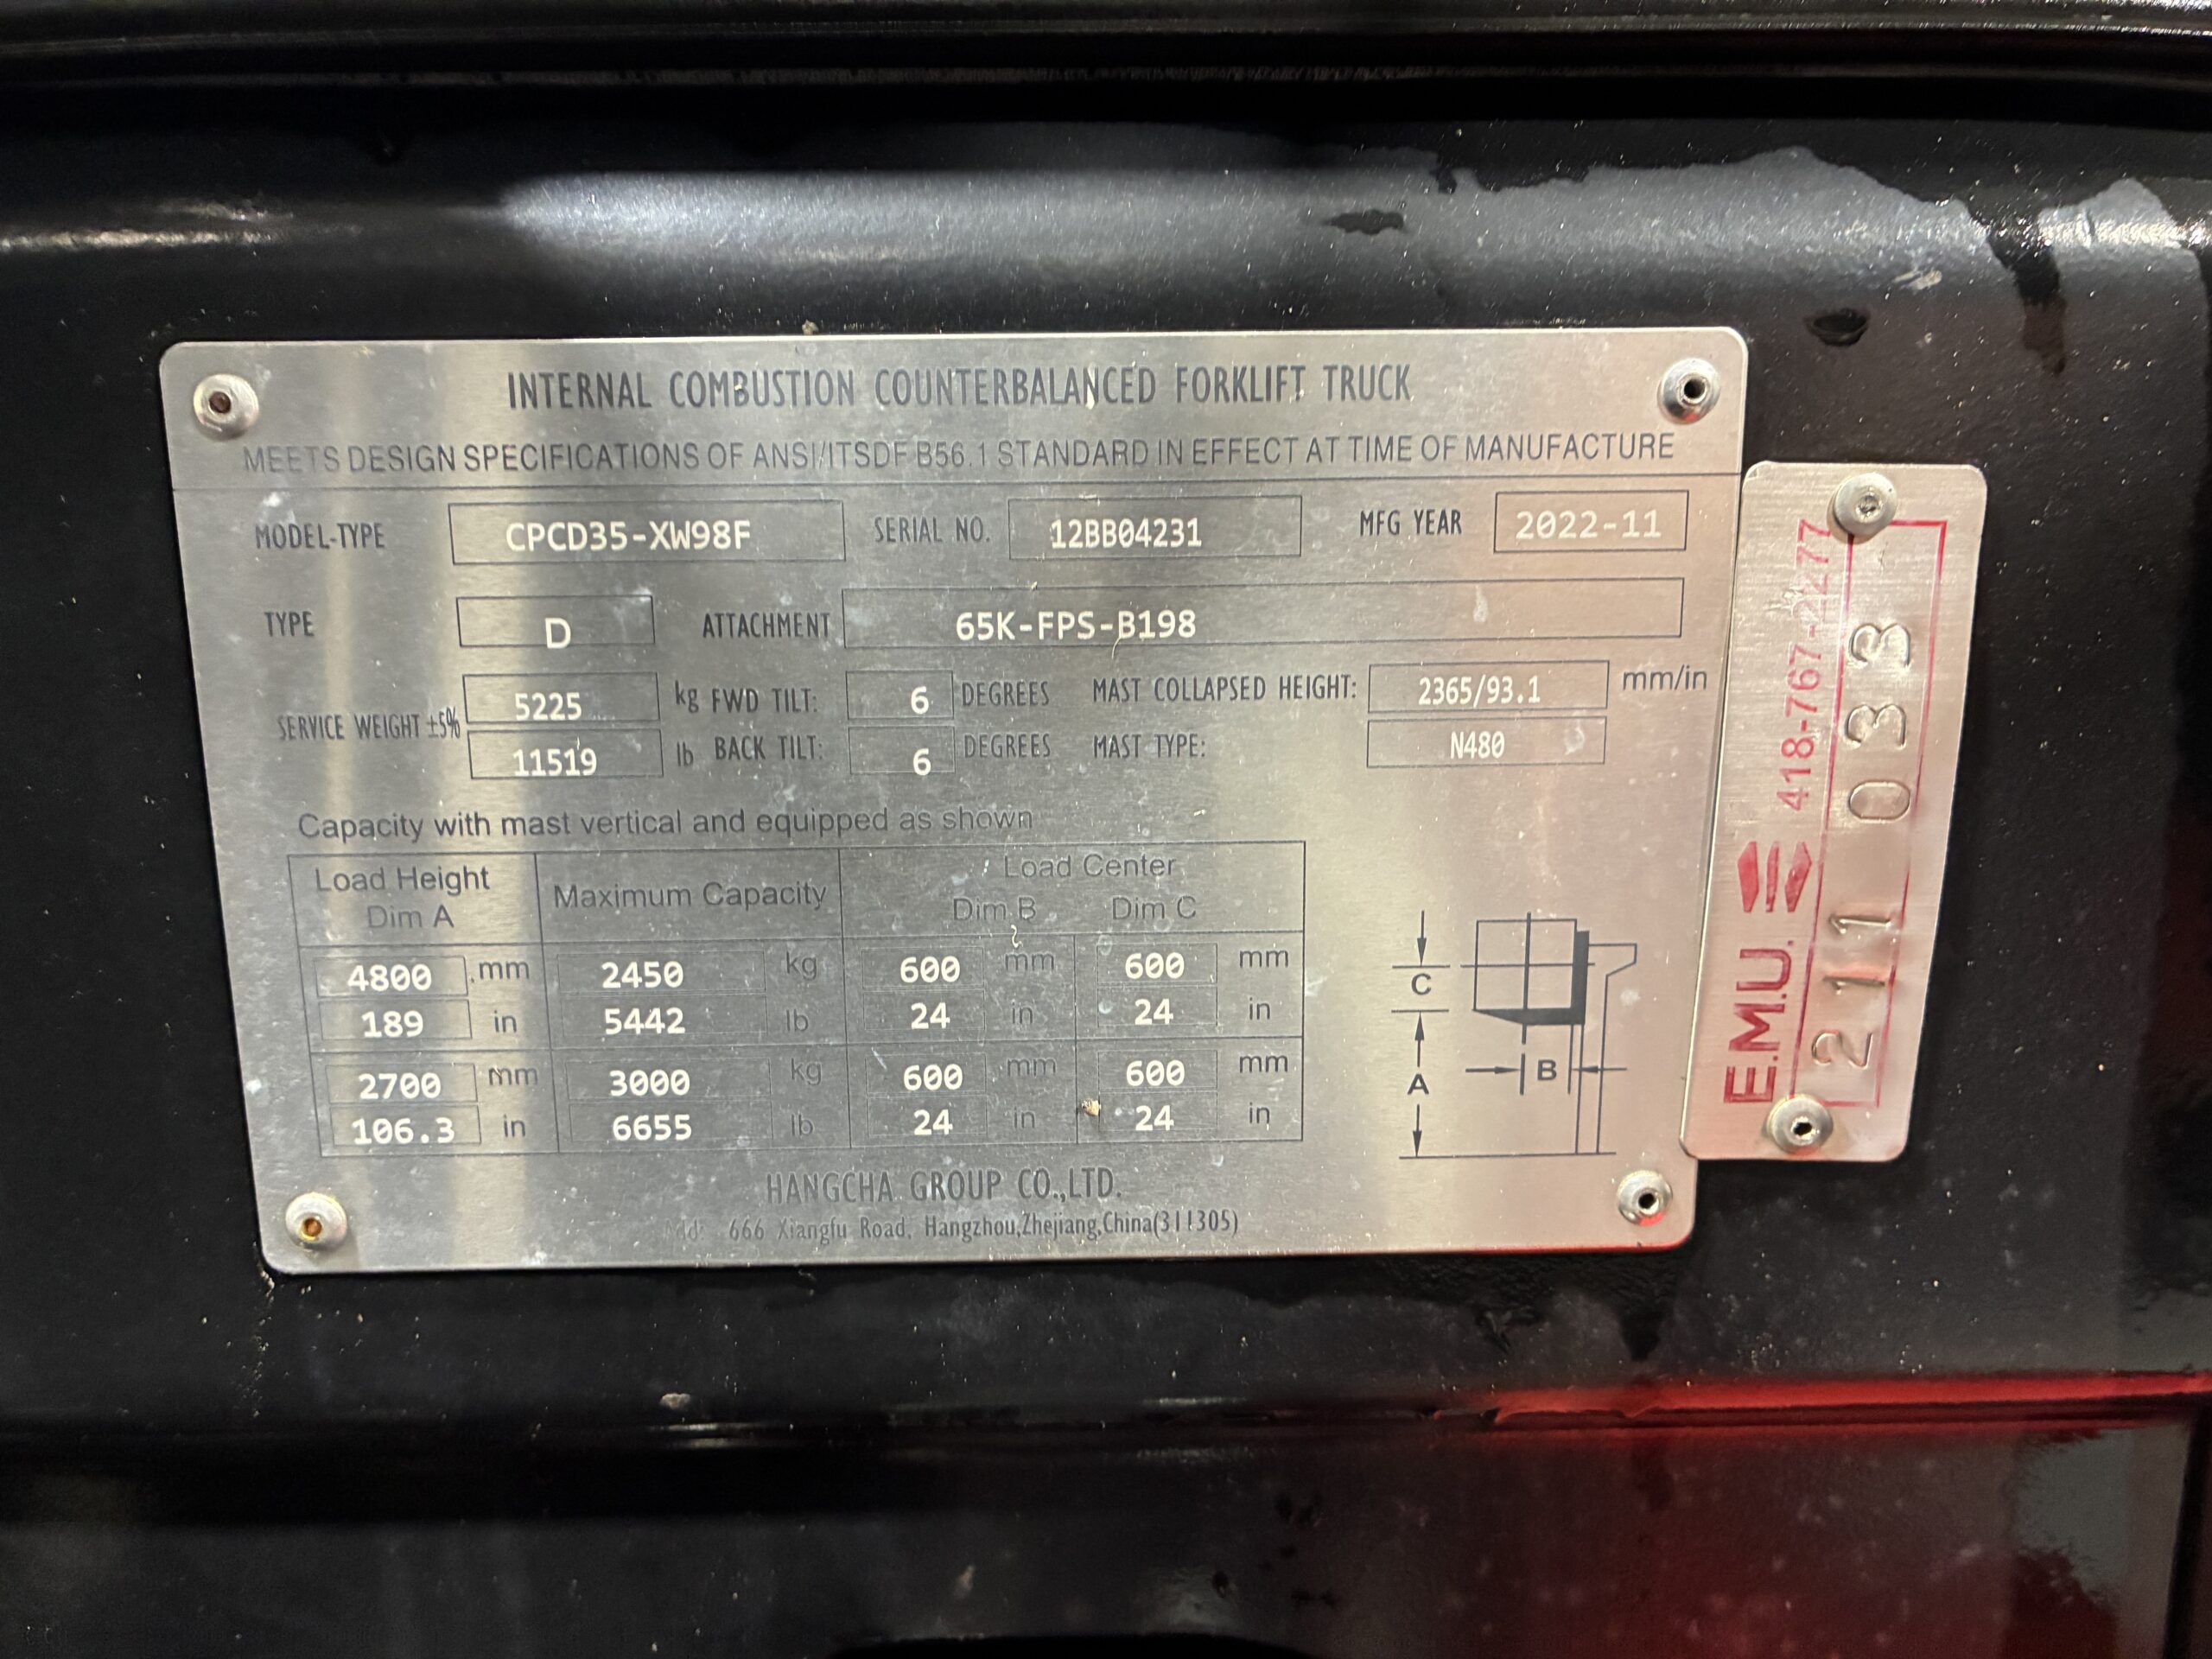 INTERNAL COMBUSTION COUNTERBALANCED FORKLIFT TRUCK
MEETS DESIGN SPECIFICATIONS OF ANSI/ITSDF B56.1 STANDARD IN EFFECT AT TIME OF MANUFACTURE
MODEL-TYPE CPCD35-XW98F SERIAL NO. 12BB04231 MFG YEAR 2022-11
TYPE D ATTACHMENT 65K-FPS-B198
SERVICE WEIGHT ±5% 5225 kg FWD TILT: 6 DEGREES MAST COLLAPSED HEIGHT: 2365/93.1 mm/in
11519 lb BACK TILT: 6 DEGREES MAST TYPE: N480
Capacity with mast vertical and equipped as shown
Load Height Dim A Maximum Capacity Load Center
Dim B Dim C
4800 mm 2450 kg 600 mm 600 mm
189 in 5442 lb 24 in 24 in
2700 mm 3000 kg 600 mm 600 mm
106.3 in 6655 lb 24 in 24 in
C
B
A
HANGCHA GROUP CO.,LTD.
Add: 666 Xiangfu Road, Hangzhou,Zhejiang,China(311305)
E.M.U. 418-767-2277
211 033